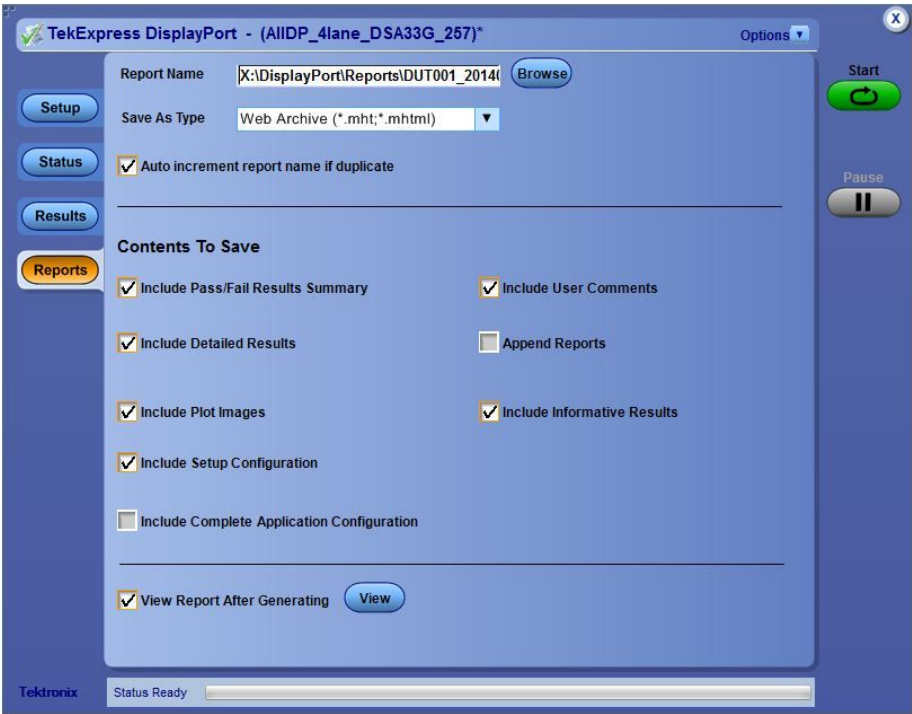 TekExpress DisplayPort - (AllDP_4lane_DSA33G_257)*
Options
X
Setup
Status
Results
Reports
Report Name
X:\DisplayPort\Reports\DUT001_2014
Browse
Save As Type
Web Archive (*.mht;*.mhtml)
Auto increment report name if duplicate
Contents To Save
Include Pass/Fail Results Summary
Include User Comments
Include Detailed Results
Append Reports
Include Plot Images
Include Informative Results
Include Setup Configuration
Include Complete Application Configuration
View Report After Generating
View
Start
Pause
Tektronix
Status Ready